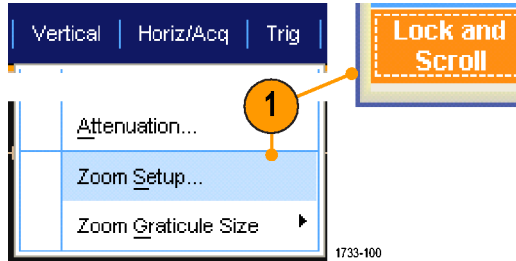 Vertical | Horiz/Acq | Trig |
Lock and
Scroll
1
Attenuation...
Zoom Setup...
Zoom Graticule Size
1733-100